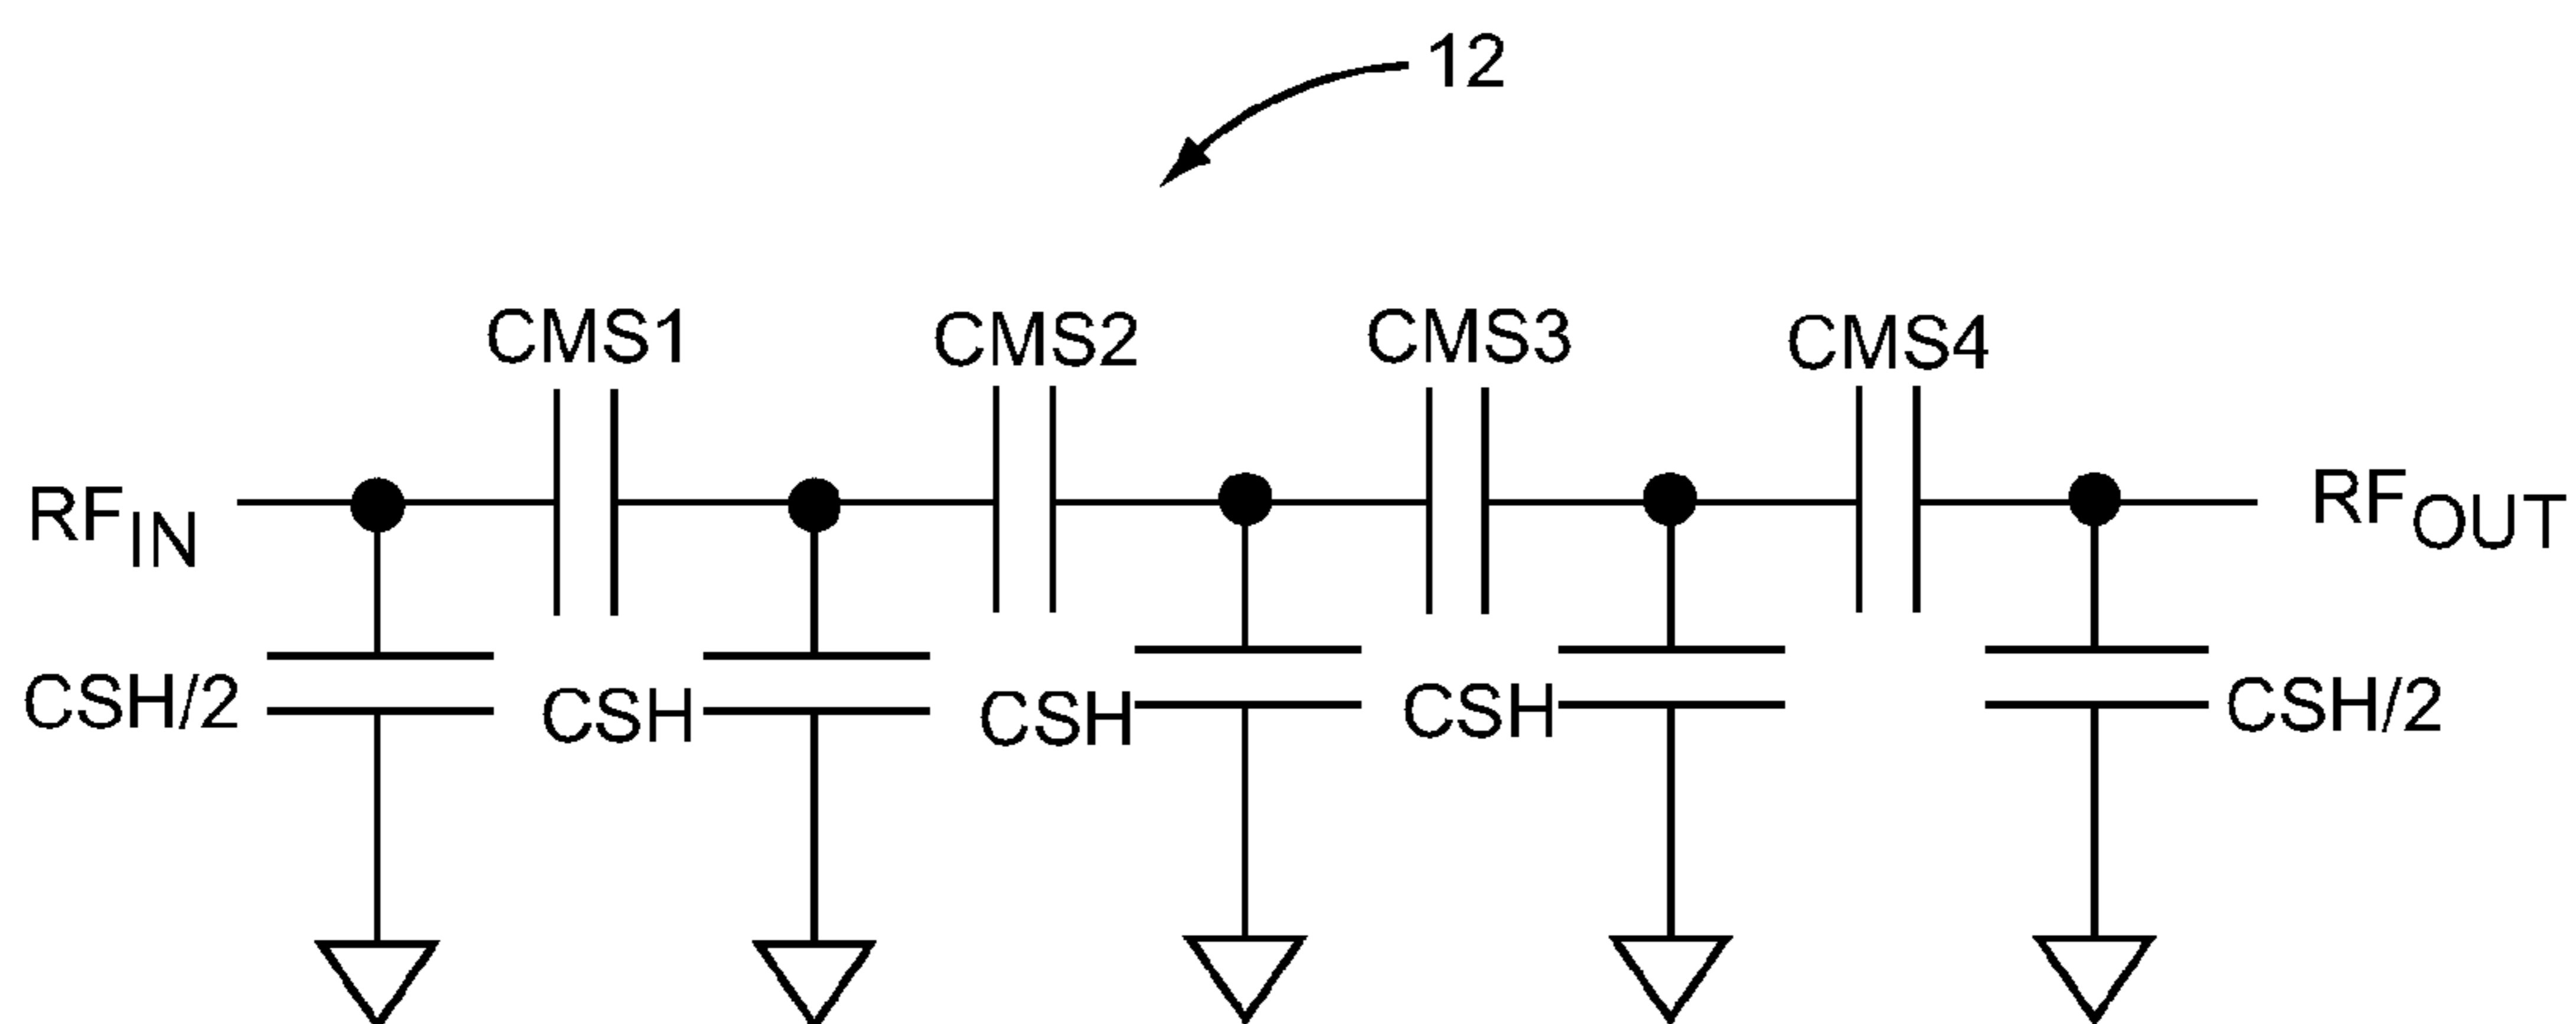 12
CMS1 CMS2 CMS3 CMS4
RFIN RFOUT
CSH/2 CSH CSH CSH CSH/2